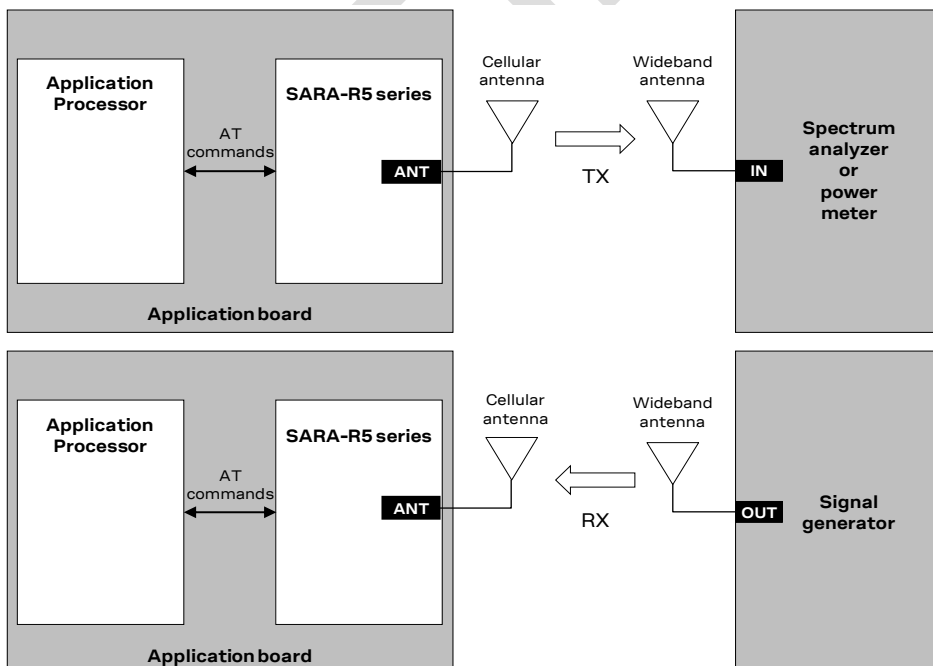 Application
Processor
AT
commands
SARA-R5 series
ANT
Application board
Cellular
antenna
TX
Wideband
antenna
IN
Spectrum
analyzer
or
power
meter
Application
Processor
AT
commands
SARA-R5 series
ANT
Application board
Cellular
antenna
RX
Wideband
antenna
OUT
Signal
generator